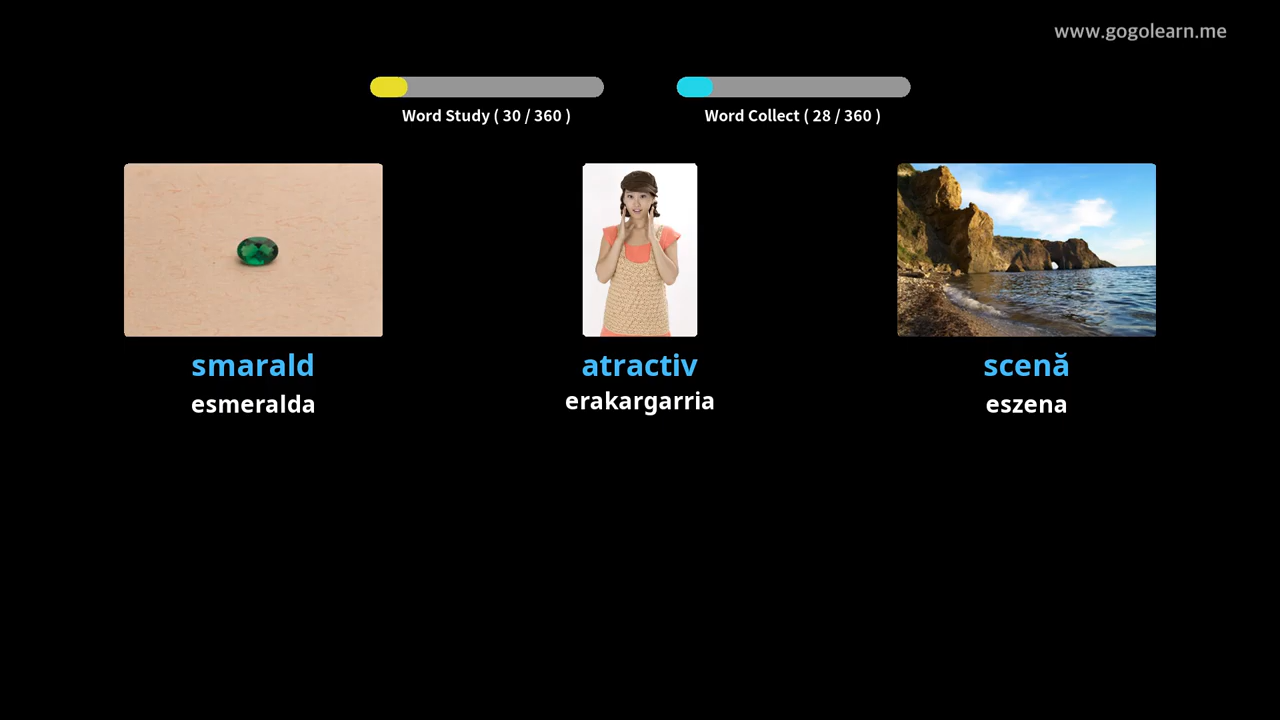 www.gogolearn.me
Word Study ( 30 / 360 )
Word Collect ( 28 / 360 )
smarald
esmeralda
atractiv
erakargarria
scenă
eszena